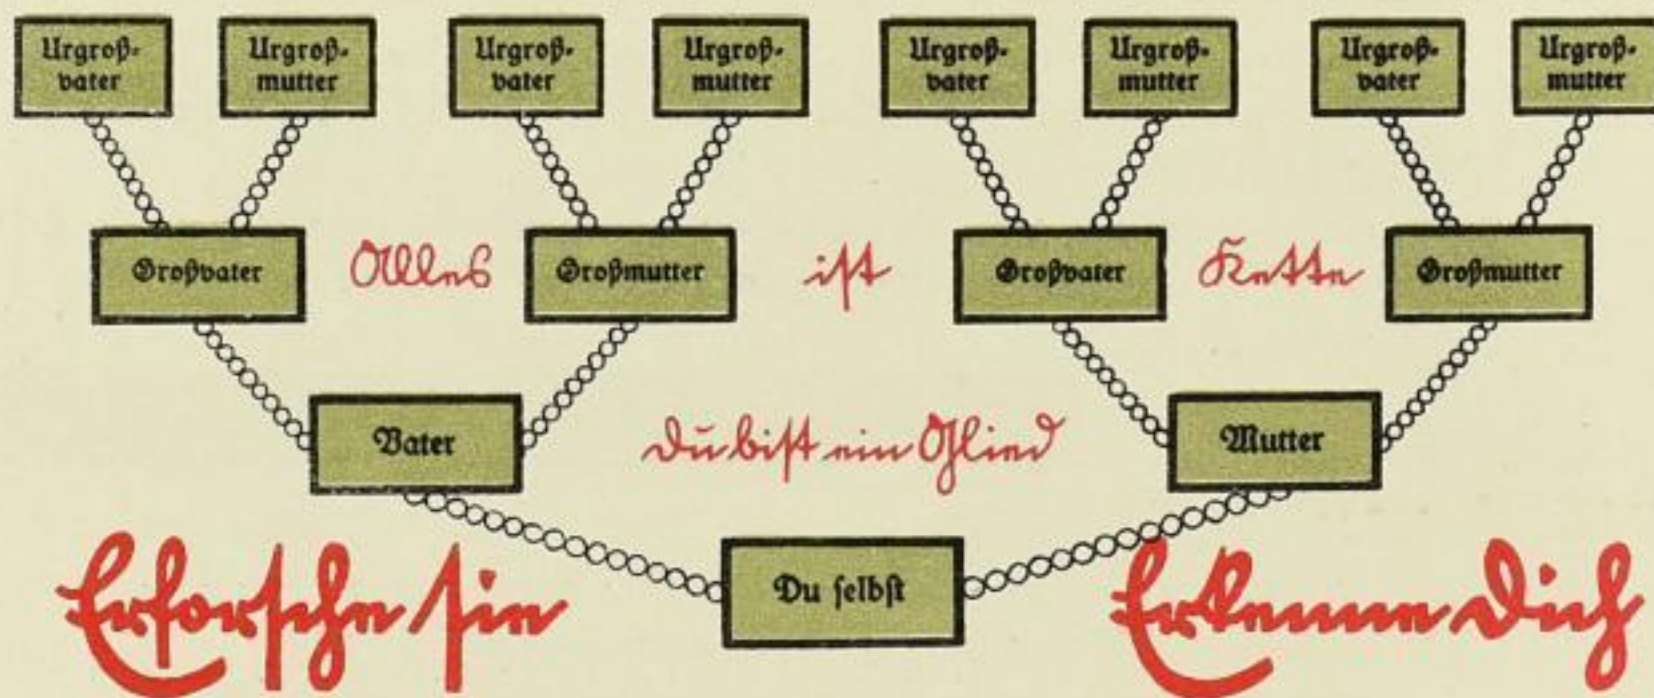 Urgroß-
vater
Urgroß-
mutter
Urgroß-
vater
Urgroß-
mutter
Urgroß-
vater
Urgroß-
mutter
Urgroß-
vater
Urgroß-
mutter
Großvater
Alles
Großmutter
ist
Großvater
Kette
Großmutter
Vater
Du bist ein Glied
Mutter
Erforsche sie
Du selbst
Erkenne Dich